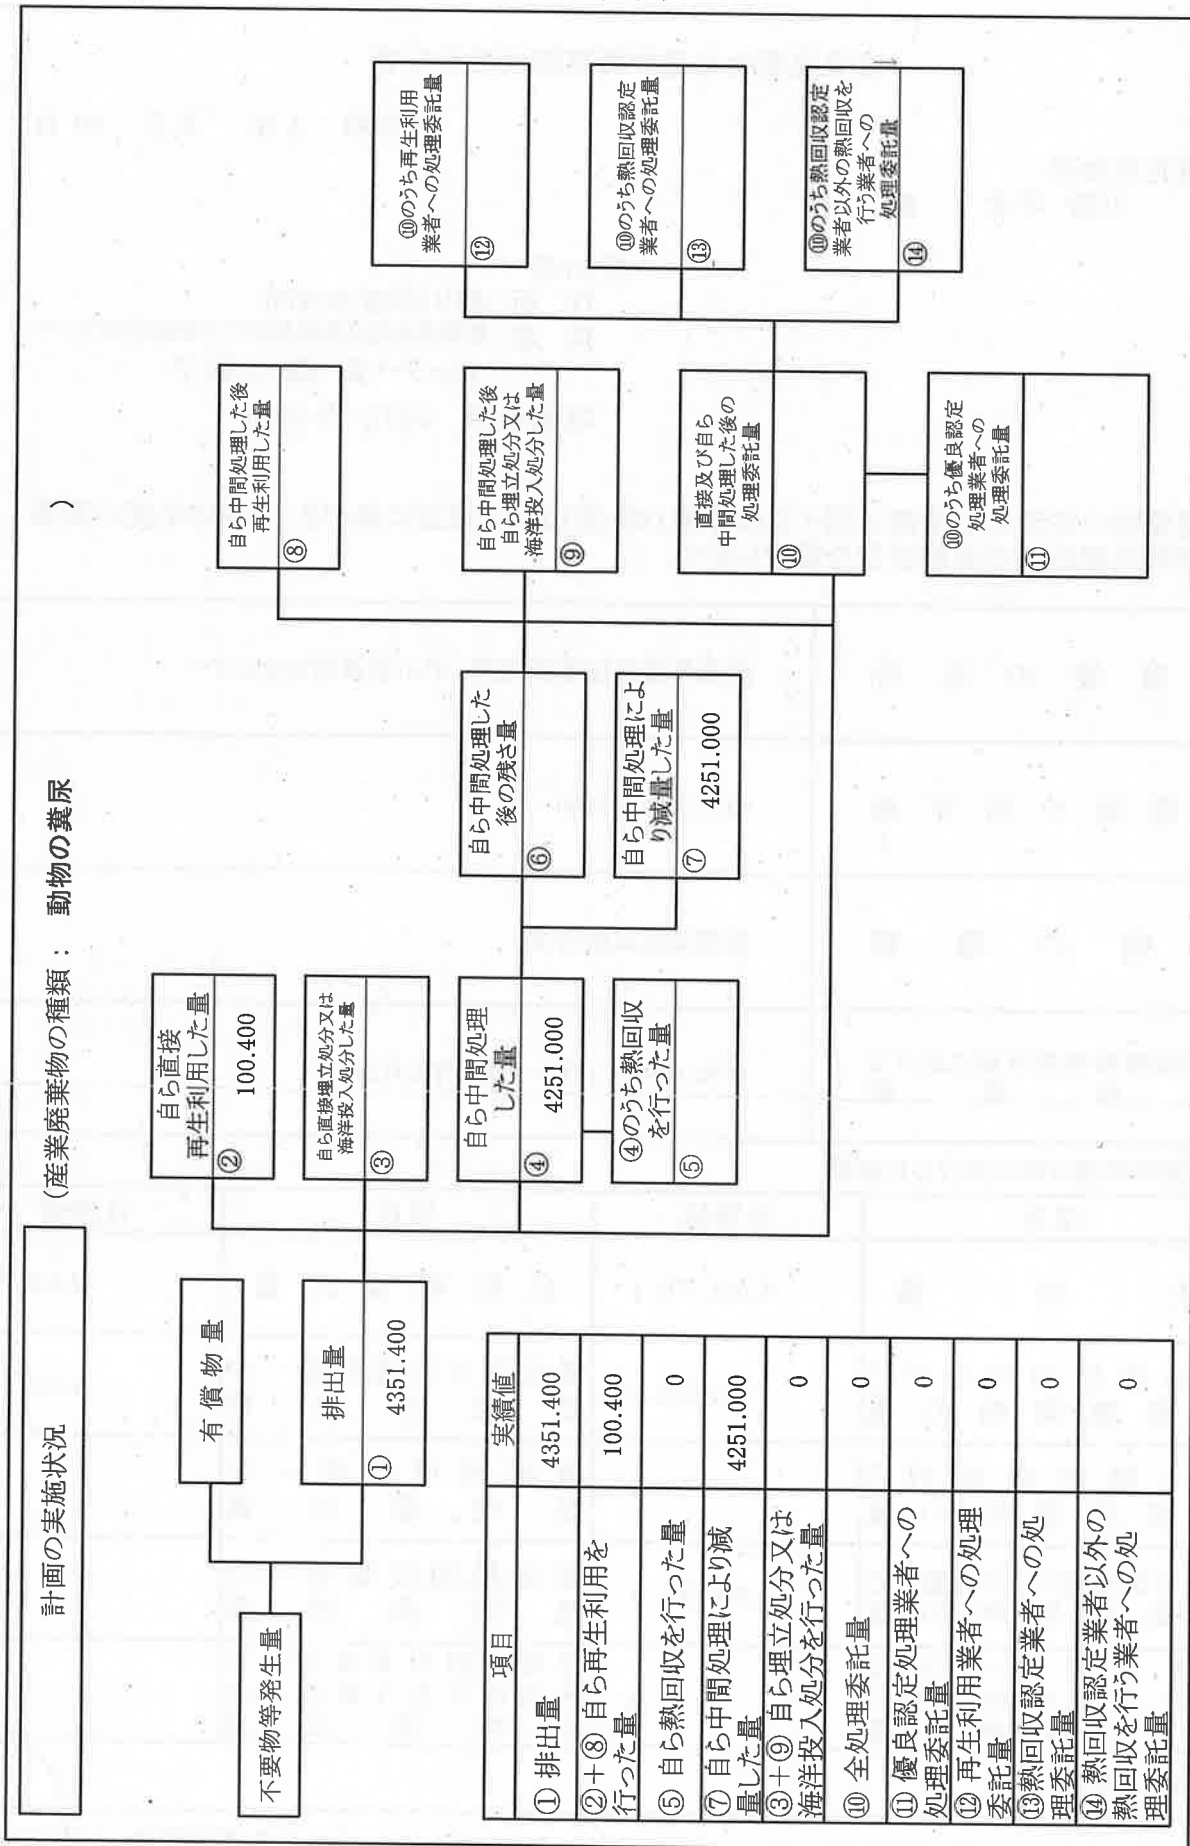 計画の実施状況
(産業廃棄物の種類: 動物の糞尿 )
不要物等発生量
有償物量
排出量
① 4351.400
自ら直接
再生利用した量
② 100.400
自ら直接埋立処分又は
海洋投入処分した量
③
自ら中間処理
した量
④ 4251.000
④のうち熱回収
を行った量
⑤
自ら中間処理した
後の残さ量
⑥
自ら中間処理によ
り減量した量
⑦ 4251.000
自ら中間処理した後
再生利用した量
⑧
自ら中間処理した後
自ら埋立処分又は
海洋投入処分した量
⑨
直接及び自ら
中間処理した後の
処理委託量
⑩
⑩のうち優良認定
処理業者への
処理委託量
⑪
⑩のうち再生利用
業者への処理委託量
⑫
⑩のうち熱回収認定
業者への処理委託量
⑬
⑩のうち熱回収認定
業者以外の熱回収を
行う業者への
処理委託量
⑭
項目 実績値
① 排出量 4351.400
②+⑧ 自ら再生利用を
行った量 100.400
⑤ 自ら熱回収を行った量 0
⑦ 自ら中間処理により減
量した量 4251.000
③+⑨ 自ら埋立処分又は
海洋投入処分を行った量 0
⑩ 全処理委託量 0
⑪ 優良認定処理業者への
処理委託量 0
⑫ 再生利用業者への処理
委託量 0
⑬熱回収認定業者への処
理委託量 0
⑭ 熱回収認定業者以外の
熱回収を行う業者への処
理委託量 0